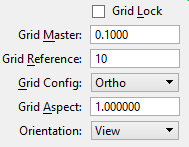 Grid Lock
Grid Master: 0.1000
Grid Reference: 10
Grid Config: Ortho
Grid Aspect: 1.000000
Orientation: View